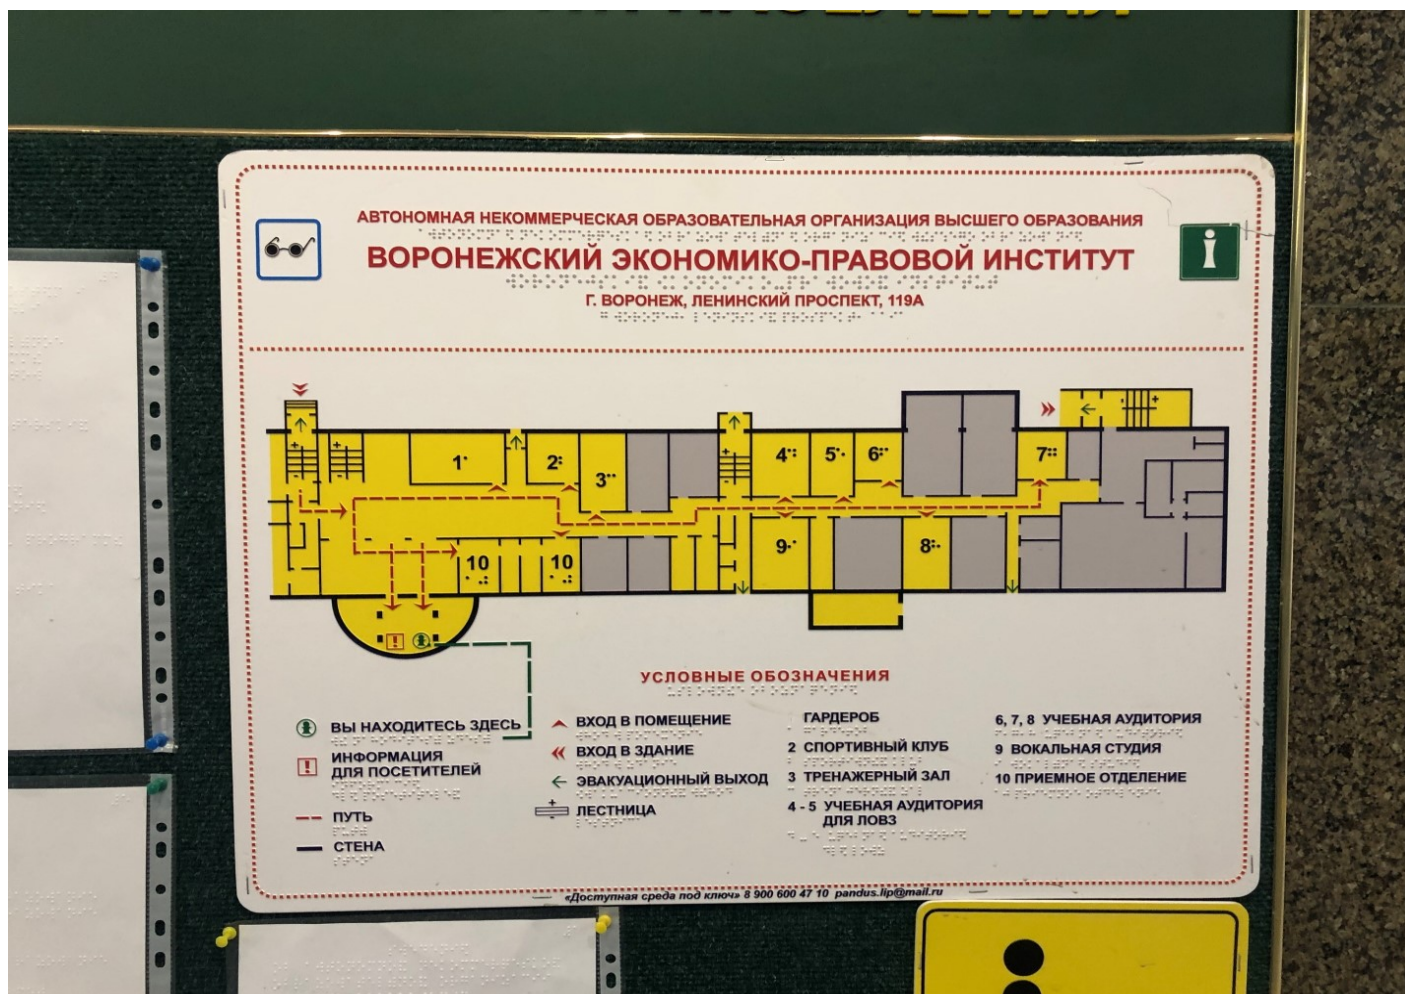 АВТОНОМНАЯ НЕКОММЕРЧЕСКАЯ ОБРАЗОВАТЕЛЬНАЯ ОРГАНИЗАЦИЯ ВЫСШЕГО ОБРАЗОВАНИЯ
ВОРОНЕЖСКИЙ ЭКОНОМИКО-ПРАВОВОЙ ИНСТИТУТ
Г. ВОРОНЕЖ, ЛЕНИНСКИЙ ПРОСПЕКТ, 119А
1
2
3
4
5
6
7
10
10
9
8
УСЛОВНЫЕ ОБОЗНАЧЕНИЯ
ВЫ НАХОДИТЕСЬ ЗДЕСЬ
ИНФОРМАЦИЯ
ДЛЯ ПОСЕТИТЕЛЕЙ
ПУТЬ
СТЕНА
ВХОД В ПОМЕЩЕНИЕ
ВХОД В ЗДАНИЕ
ЭВАКУАЦИОННЫЙ ВЫХОД
ЛЕСТНИЦА
ГАРДЕРОБ
2 СПОРТИВНЫЙ КЛУБ
3 ТРЕНАЖЕРНЫЙ ЗАЛ
4 - 5 УЧЕБНАЯ АУДИТОРИЯ
ДЛЯ ЛОВЗ
6, 7, 8 УЧЕБНАЯ АУДИТОРИЯ
9 ВОКАЛЬНАЯ СТУДИЯ
10 ПРИЕМНОЕ ОТДЕЛЕНИЕ
«Доступная среда под ключ» 8 900 600 47 10 pandus.lip@mail.ru